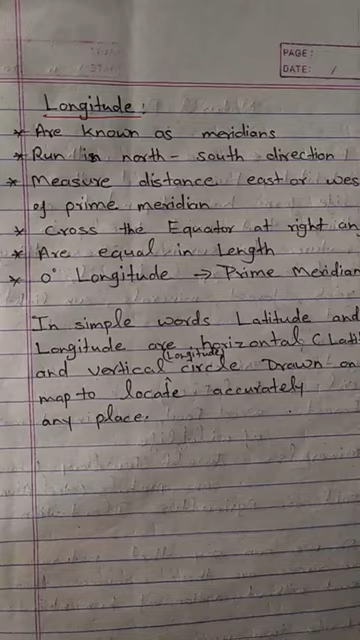 PAGE:
DATE: /
Longitude:
* Are known as meridians
* Run in north - south direction
* Measure distance east or wes
of prime meridian
* Cross the Equator at right an
* Are equal in Length
* 0° Longitude → Prime Meridian
In simple words Latitude and
Longitude are horizontal (Lati
(Longitude)
and vertical circle Drawn on
map to locate accurately
any place.